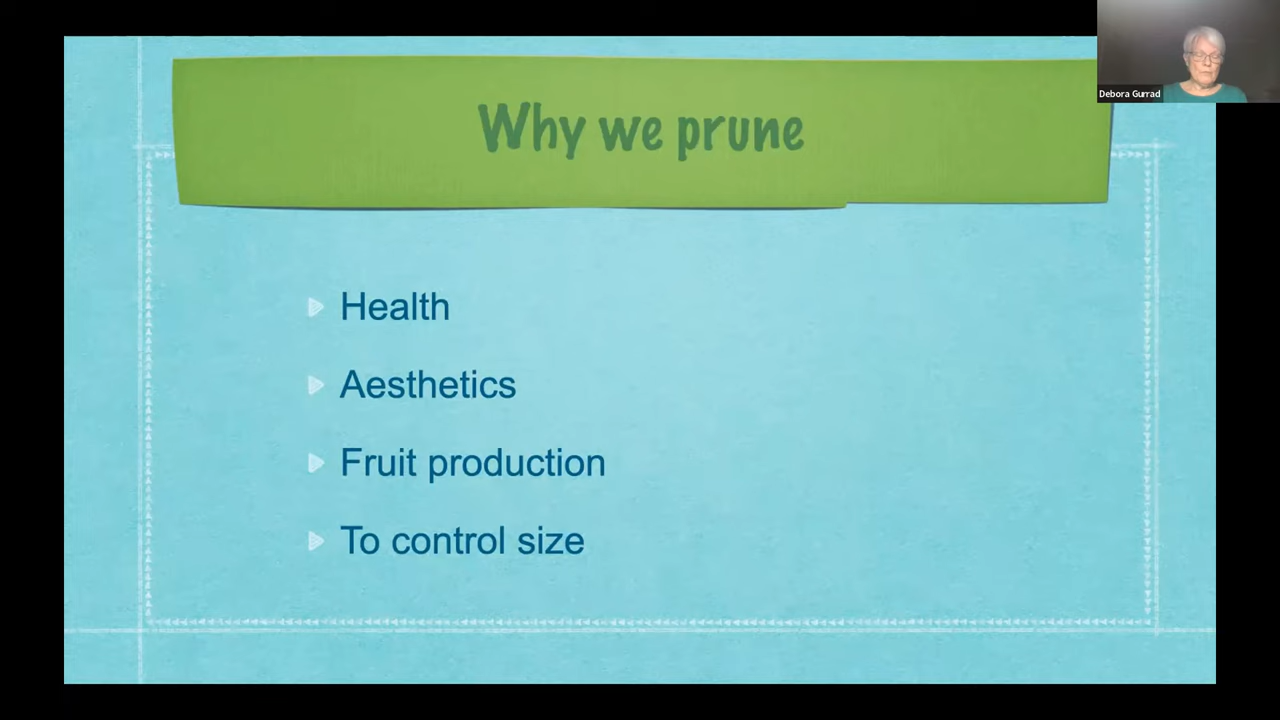 Why we prune
Debora Gurrad
Health
Aesthetics
Fruit production
To control size